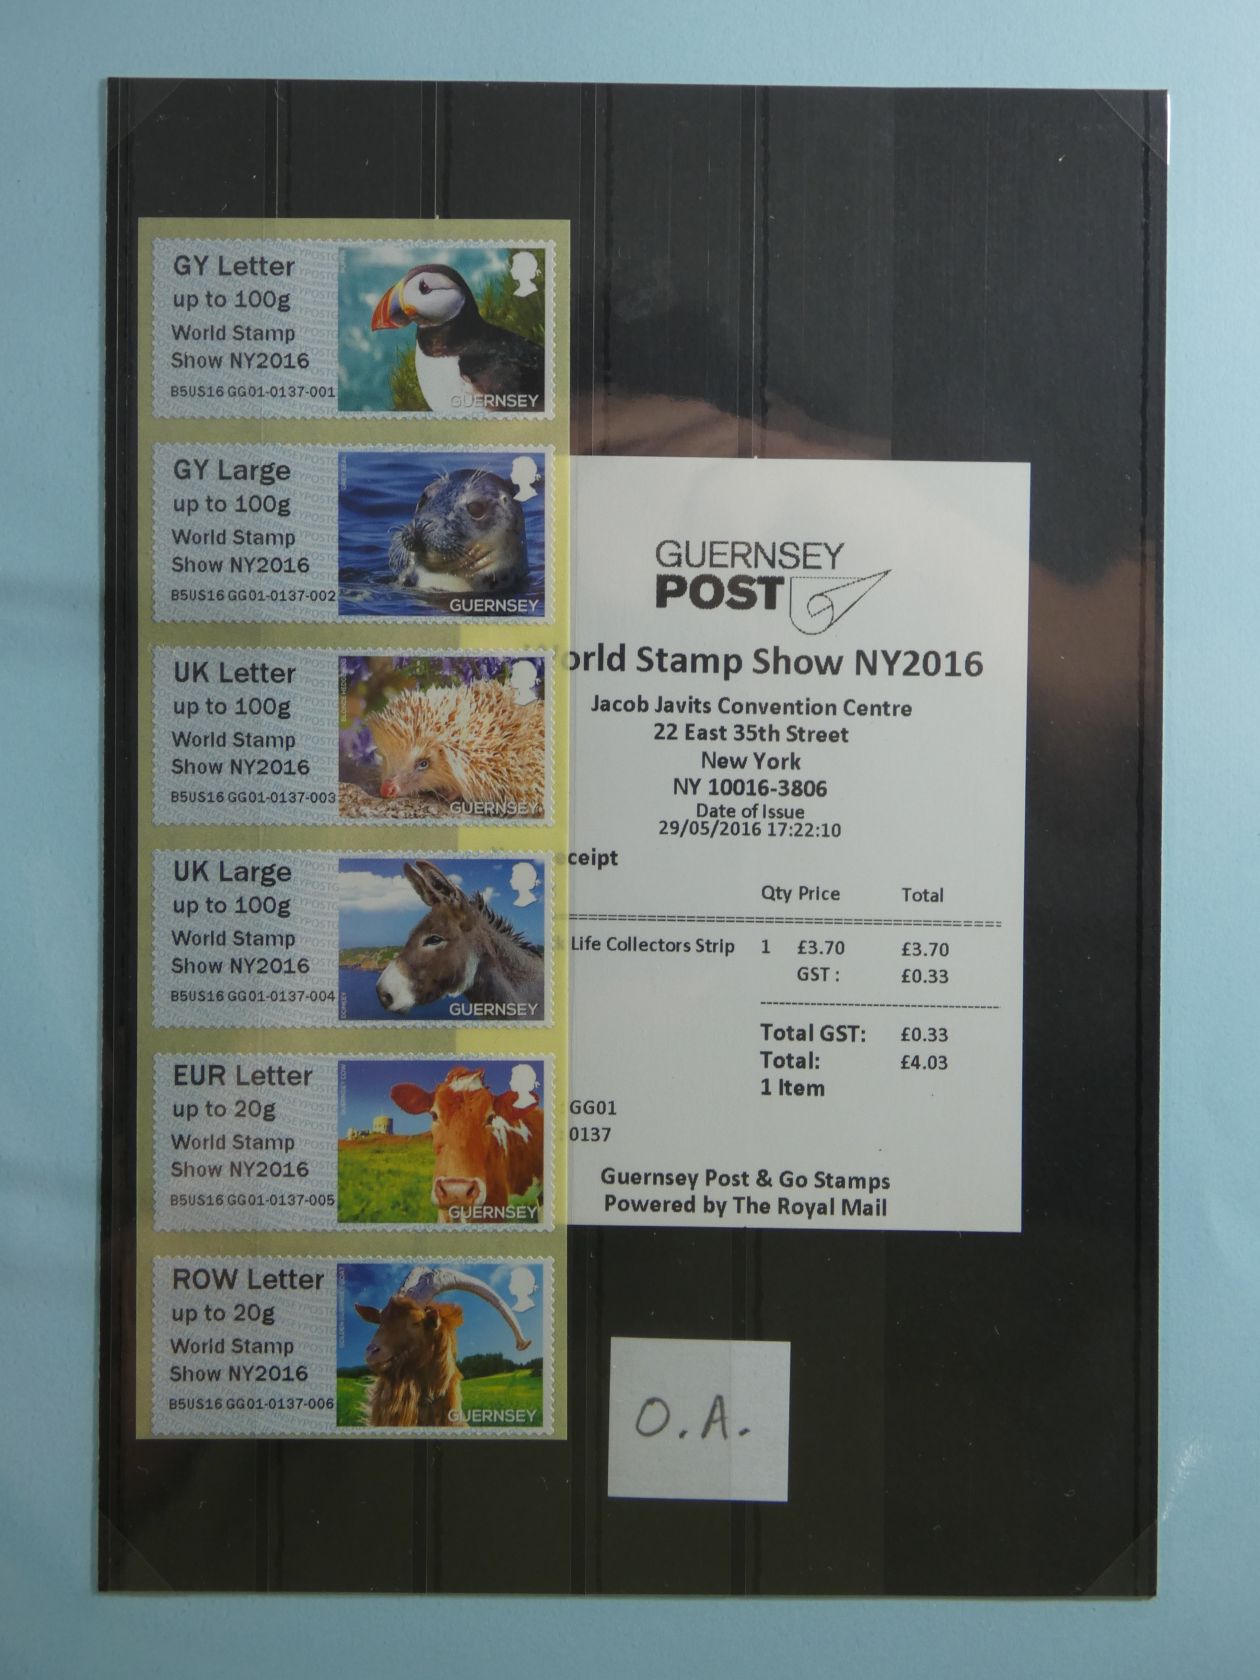 GY Letter
up to 100g
World Stamp
Show NY2016
B5US16 GG01-0137-001
GUERNSEY
GY Large
up to 100g
World Stamp
Show NY2016
B5US16 GG01-0137-002
GUERNSEY
UK Letter
up to 100g
World Stamp
Show NY2016
B5US16 GG01-0137-003
GUERNSEY
UK Large
up to 100g
World Stamp
Show NY2016
B5US16 GG01-0137-004
GUERNSEY
EUR Letter
up to 20g
World Stamp
Show NY2016
B5US16 GG01-0137-005
GUERNSEY COW
GUERNSEY
ROW Letter
up to 20g
World Stamp
Show NY2016
B5US16 GG01-0137-006
GUERNSEY
GUERNSEY
POST
orld Stamp Show NY2016
Jacob Javits Convention Centre
22 East 35th Street
New York
NY 10016-3806
Date of Issue
29/05/2016 17:22:10
ceipt
Qty Price Total
k Life Collectors Strip 1 £3.70 £3.70
GST : £0.33
Total GST: £0.33
Total: £4.03
1 Item
GG01
0137
Guernsey Post & Go Stamps
Powered by The Royal Mail
O.A.